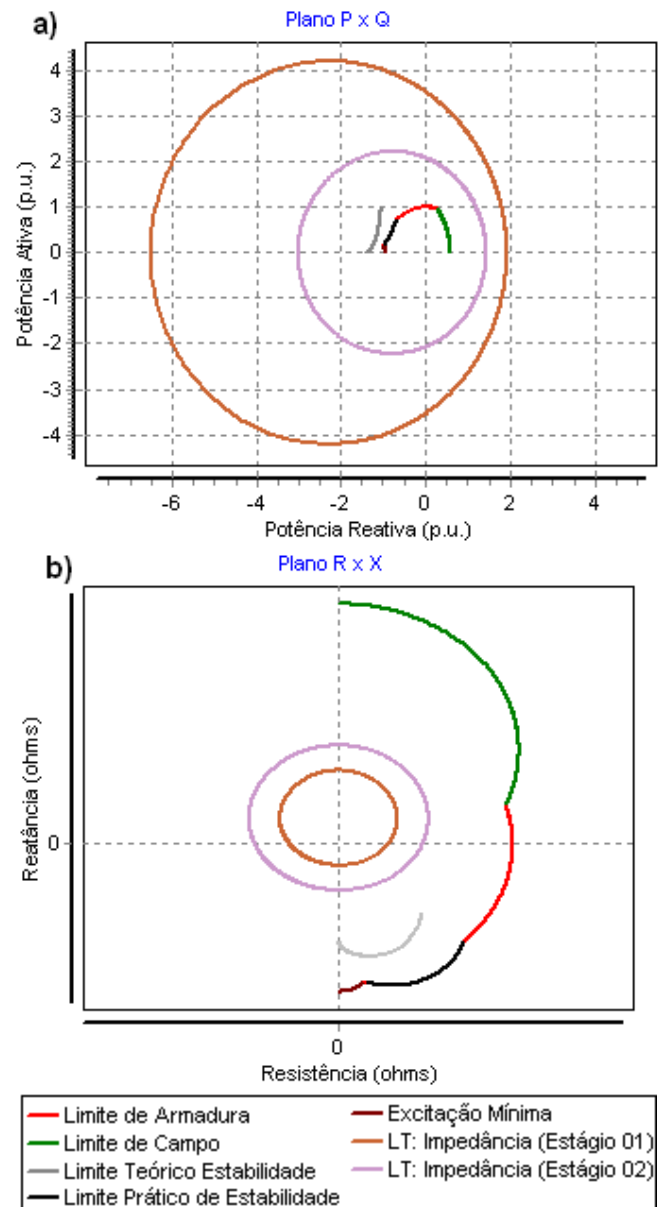 a)
Plano P x Q
4
3
2
1
0
-1
-2
-3
-4
Potência Ativa (p.u.)
-6 -4 -2 0 2 4
Potência Reativa (p.u.)
b)
Plano R x X
Reatância (ohms)
0
0
Resistência (ohms)
Limite de Armadura
Excitação Mínima
Limite de Campo
LT: Impedância (Estágio 01)
Limite Teórico Estabilidade
LT: Impedância (Estágio 02)
Limite Prático de Estabilidade